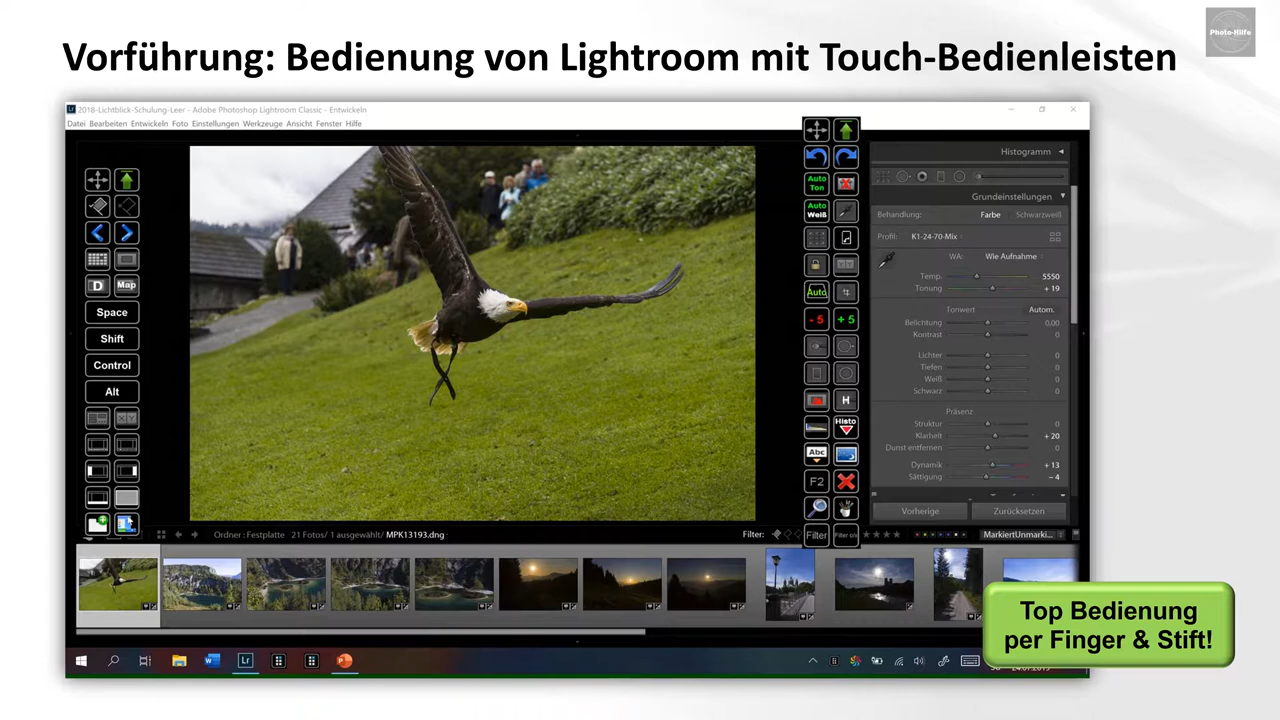 Vorführung: Bedienung von Lightroom mit Touch-Bedienleisten
Photo-Hilfe
2018-Lichtblick-Schulung-Leer - Adobe Photoshop Lightroom Classic - Entwickeln
Datei Bearbeiten Entwickeln Foto Einstellungen Werkzeuge Ansicht Fenster Hilfe
D Map
Space
Shift
Control
Alt
Auto Ton
Auto Weiß
Auto
- 5 + 5
H
Histo
Abc
F2
Filter
Histogramm
Grundeinstellungen
Behandlung: Farbe Schwarzweiß
Profil: K1-24-70-Mix
WA: Wie Aufnahme
Temp. 5550
Tonung + 19
Tonwert Autom.
Belichtung 0,00
Kontrast 0
Lichter 0
Tiefen 0
Weiß 0
Schwarz 0
Präsenz
Struktur 0
Klarheit + 20
Dunst entfernen 0
Dynamik + 13
Sättigung – 4
Vorherige Zurücksetzen
Ordner : Festplatte 21 Fotos/ 1 ausgewählt/ MPK13193.dng
Filter: MarkiertUnmarki...
Top Bedienung
per Finger & Stift!